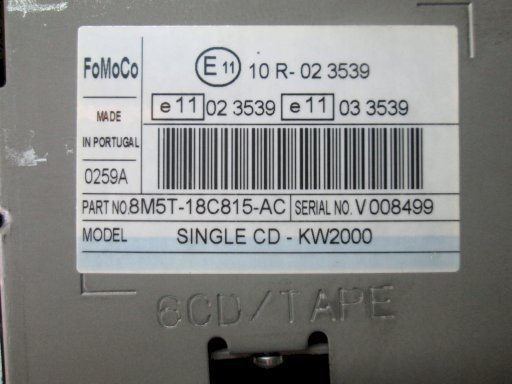 FoMoCo
E 11 10 R- 02 3539
e 11 02 3539 e 11 03 3539
MADE
IN PORTUGAL
0259A
PART NO. 8M5T-18C815-AC SERIAL NO. V 008499
MODEL SINGLE CD - KW2000
6CD/TAPE